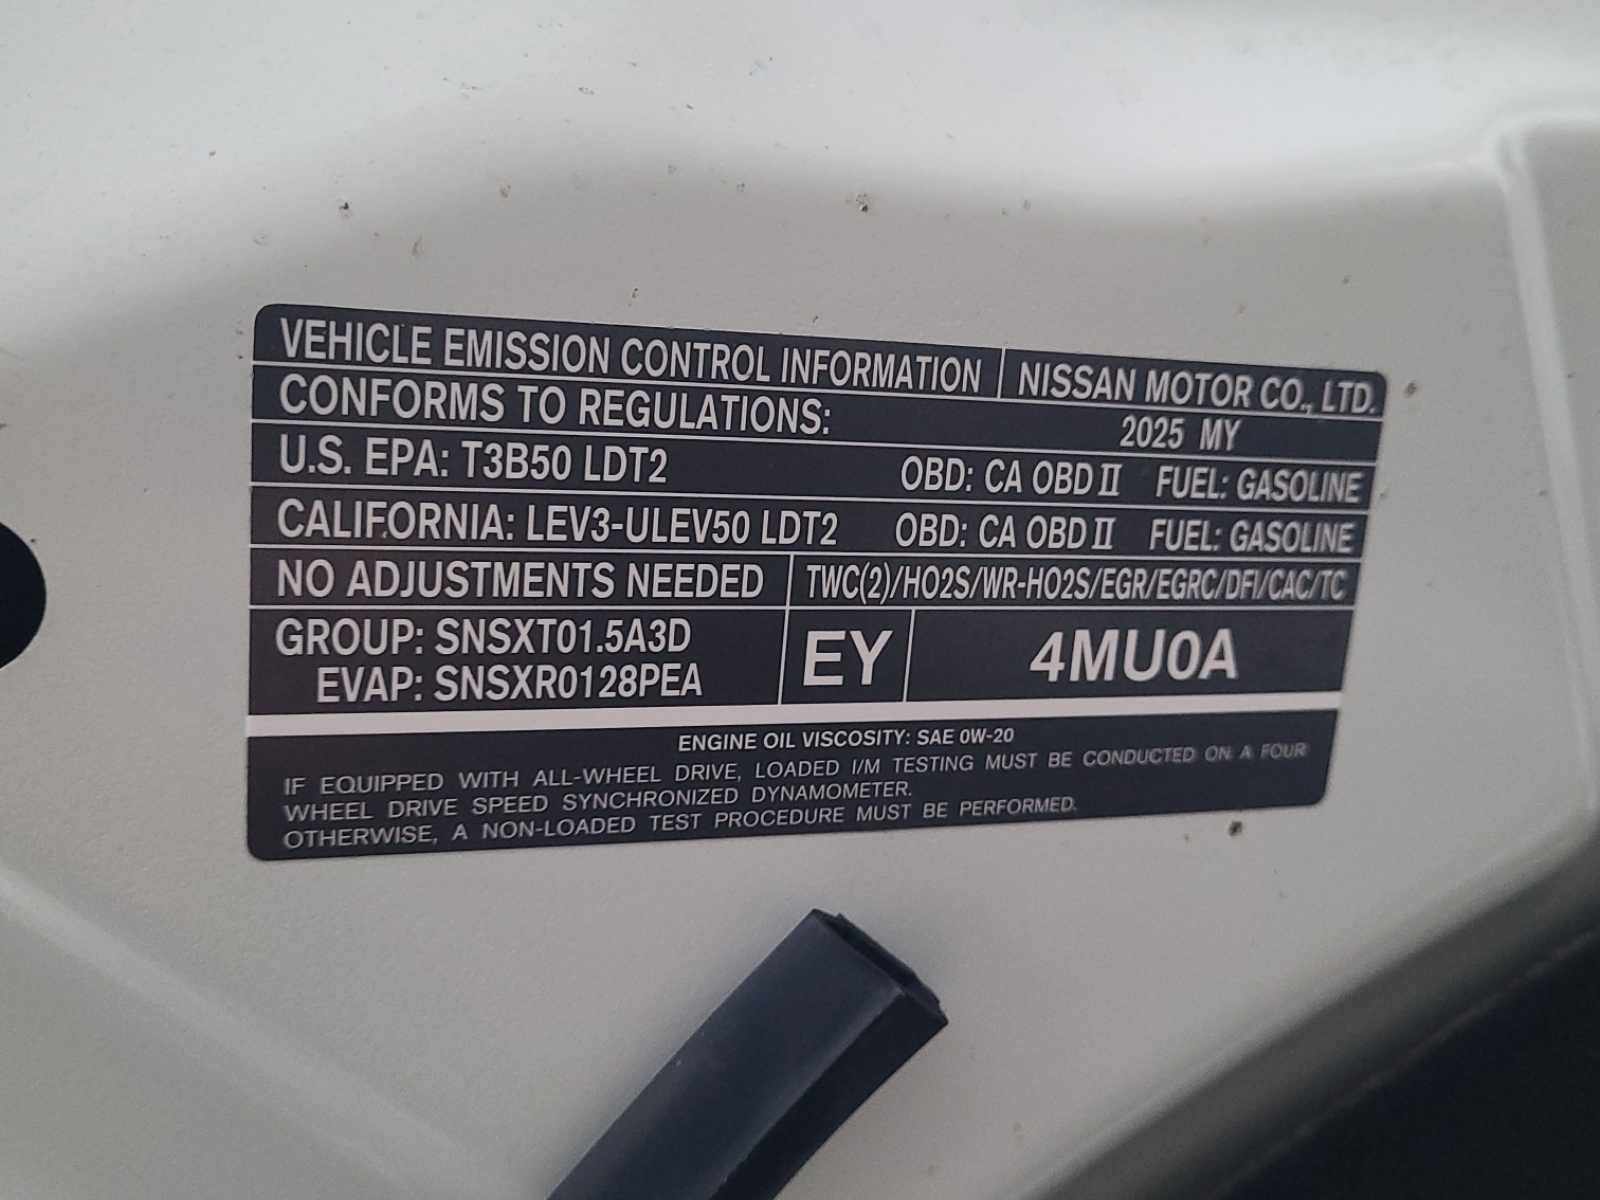 VEHICLE EMISSION CONTROL INFORMATION NISSAN MOTOR CO., LTD.
CONFORMS TO REGULATIONS: 2025 MY
U.S. EPA: T3B50 LDT2 OBD: CA OBD II FUEL: GASOLINE
CALIFORNIA: LEV3-ULEV50 LDT2 OBD: CA OBD II FUEL: GASOLINE
NO ADJUSTMENTS NEEDED TWC(2)/HO2S/WR-HO2S/EGR/EGRC/DFI/CAC/TC
GROUP: SNSXT01.5A3D
EVAP: SNSXR0128PEA
EY 4MU0A
ENGINE OIL VISCOSITY: SAE 0W-20
IF EQUIPPED WITH ALL-WHEEL DRIVE, LOADED I/M TESTING MUST BE CONDUCTED ON A FOUR
WHEEL DRIVE SPEED SYNCHRONIZED DYNAMOMETER.
OTHERWISE, A NON-LOADED TEST PROCEDURE MUST BE PERFORMED.